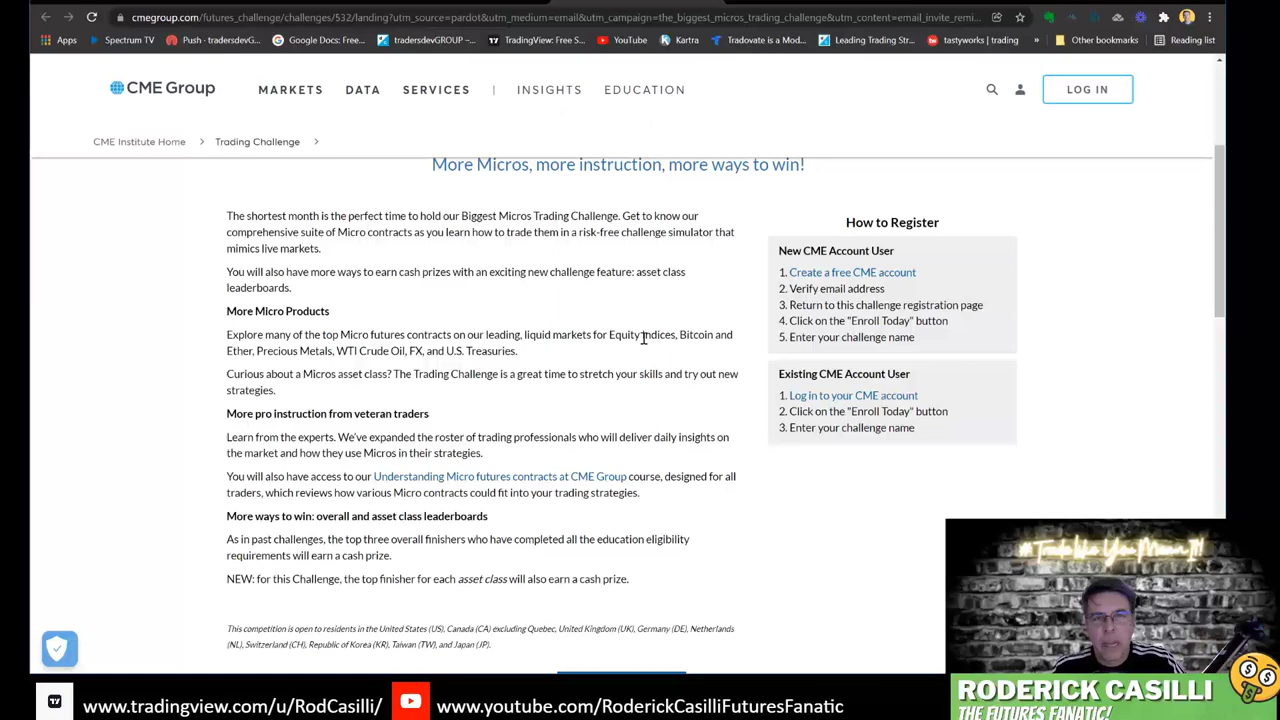 cmegroup.com/futures_challenge/challenges/532/landing?utm_source=pardot&utm_medium=email&utm_campaign=the_biggest_micros_trading_challenge&utm_content=email_invite_remi...
Apps
Spectrum TV
Push - tradersdevG...
Google Docs: Free...
tradersdevGROUP –...
TradingView: Free S...
YouTube
Kartra
Tradovate is a Mod...
Leading Trading Str...
tastyworks | trading
»
Other bookmarks
Reading list
CME Group
MARKETS DATA SERVICES | INSIGHTS EDUCATION
LOG IN
CME Institute Home > Trading Challenge >
More Micros, more instruction, more ways to win!
The shortest month is the perfect time to hold our Biggest Micros Trading Challenge. Get to know our
comprehensive suite of Micro contracts as you learn how to trade them in a risk-free challenge simulator that
mimics live markets.
You will also have more ways to earn cash prizes with an exciting new challenge feature: asset class
leaderboards.
More Micro Products
Explore many of the top Micro futures contracts on our leading, liquid markets for Equity Indices, Bitcoin and
Ether, Precious Metals, WTI Crude Oil, FX, and U.S. Treasuries.
Curious about a Micros asset class? The Trading Challenge is a great time to stretch your skills and try out new
strategies.
More pro instruction from veteran traders
Learn from the experts. We've expanded the roster of trading professionals who will deliver daily insights on
the market and how they use Micros in their strategies.
You will also have access to our Understanding Micro futures contracts at CME Group course, designed for all
traders, which reviews how various Micro contracts could fit into your trading strategies.
More ways to win: overall and asset class leaderboards
As in past challenges, the top three overall finishers who have completed all the education eligibility
requirements will earn a cash prize.
NEW: for this Challenge, the top finisher for each asset class will also earn a cash prize.
This competition is open to residents in the United States (US), Canada (CA) excluding Quebec, United Kingdom (UK), Germany (DE), Netherlands
(NL), Switzerland (CH), Republic of Korea (KR), Taiwan (TW), and Japan (JP).
How to Register
New CME Account User
1. Create a free CME account
2. Verify email address
3. Return to this challenge registration page
4. Click on the "Enroll Today" button
5. Enter your challenge name
Existing CME Account User
1. Log in to your CME account
2. Click on the "Enroll Today" button
3. Enter your challenge name
#Trade Like You Mean It!
RODERICK CASILLI
THE FUTURES FANATIC!
www.tradingview.com/u/RodCasilli/
www.youtube.com/RoderickCasilliFuturesFanatic